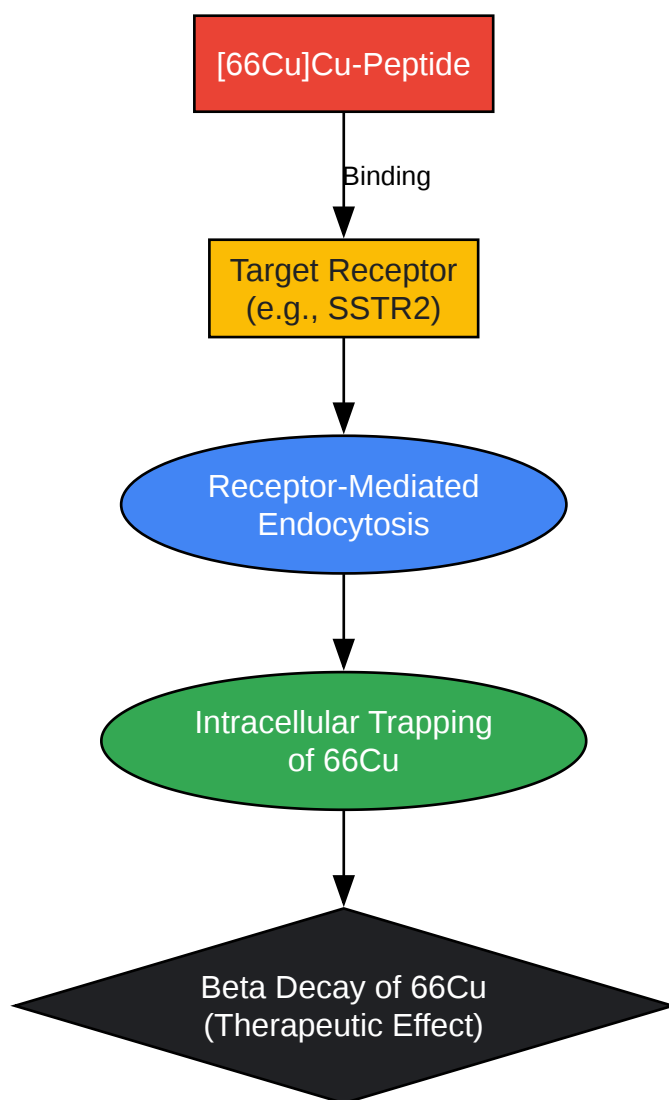 [66Cu]Cu-Peptide
Binding
Target Receptor
(e.g., SSTR2)
Receptor-Mediated
Endocytosis
Intracellular Trapping
of 66Cu
Beta Decay of 66Cu
(Therapeutic Effect)